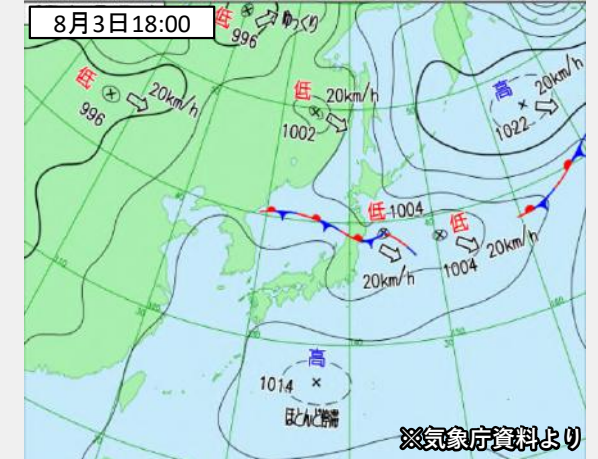 8月3日18:00
低
996
ゆっくり
低
996
20km/h
低
1002
20km/h
高
1022
20km/h
低
1004
20km/h
低
1004
20km/h
高
1014
ほとんど停滞
※気象庁資料より